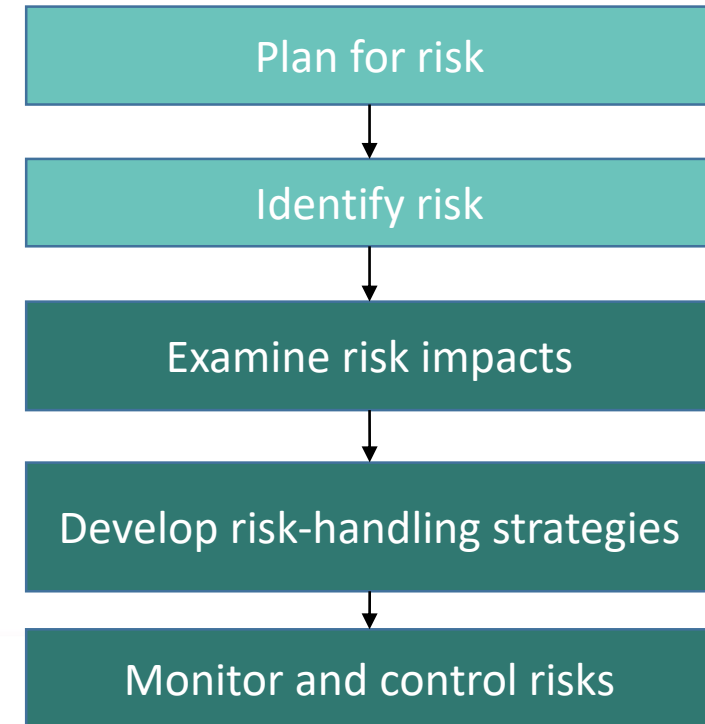 Plan for risk
Identify risk
Examine risk impacts
Develop risk-handling strategies
Monitor and control risks